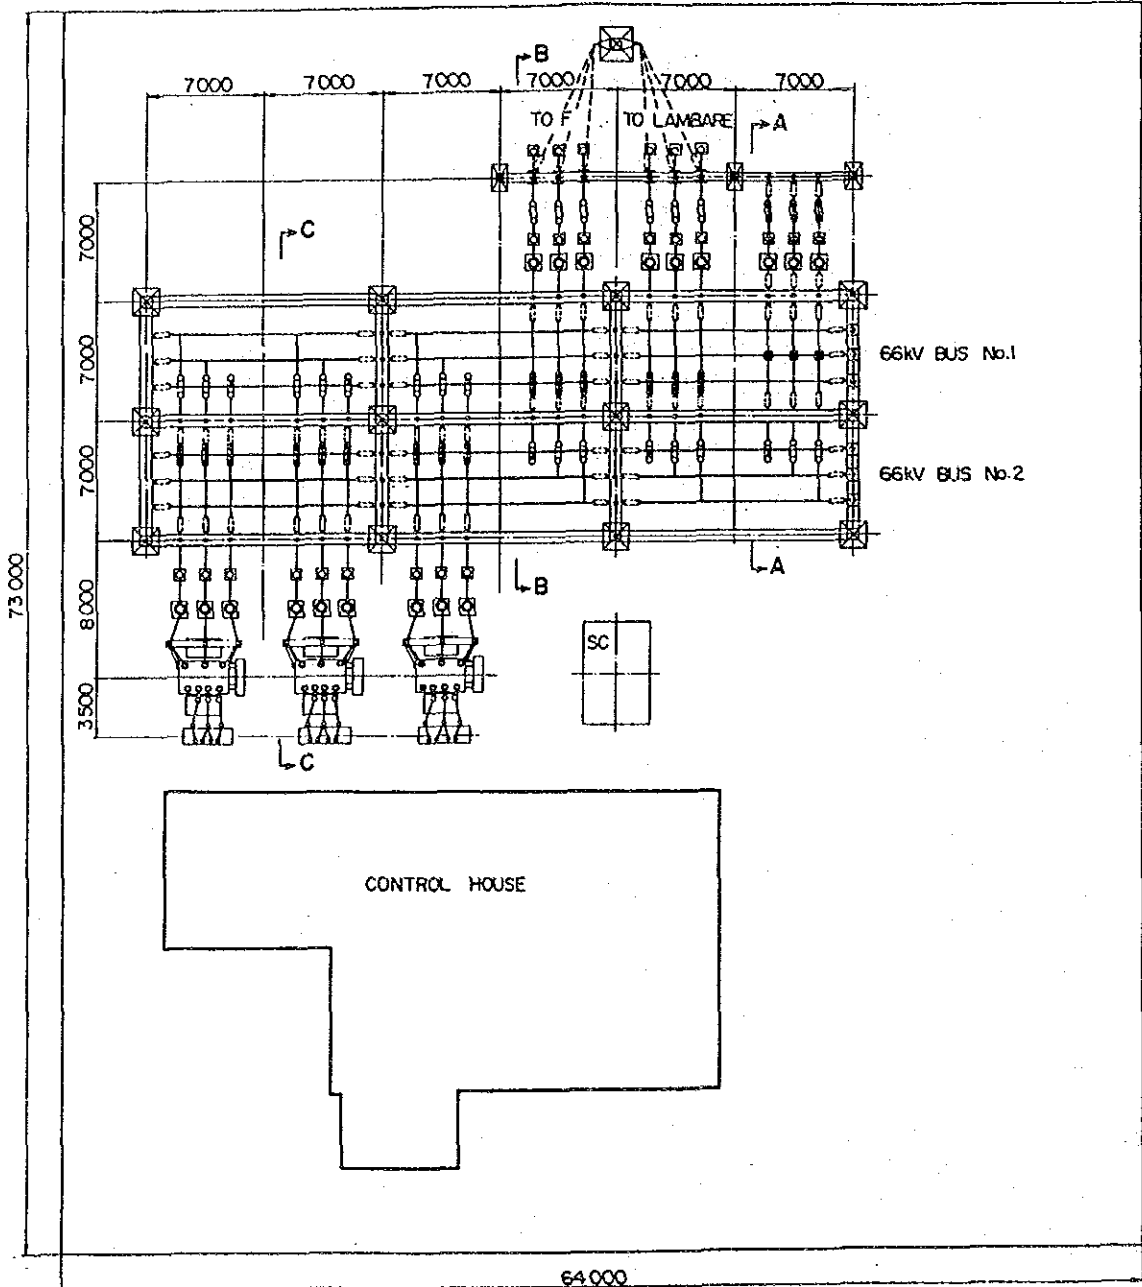 B
7000 7000 7000 7000 7000 7000
TO F TO LAMBARE
A
C
7000
7000
66kV BUS No.1
7000
66kV BUS No.2
B
A
8000
73000
SC
3500
C
CONTROL HOUSE
64000